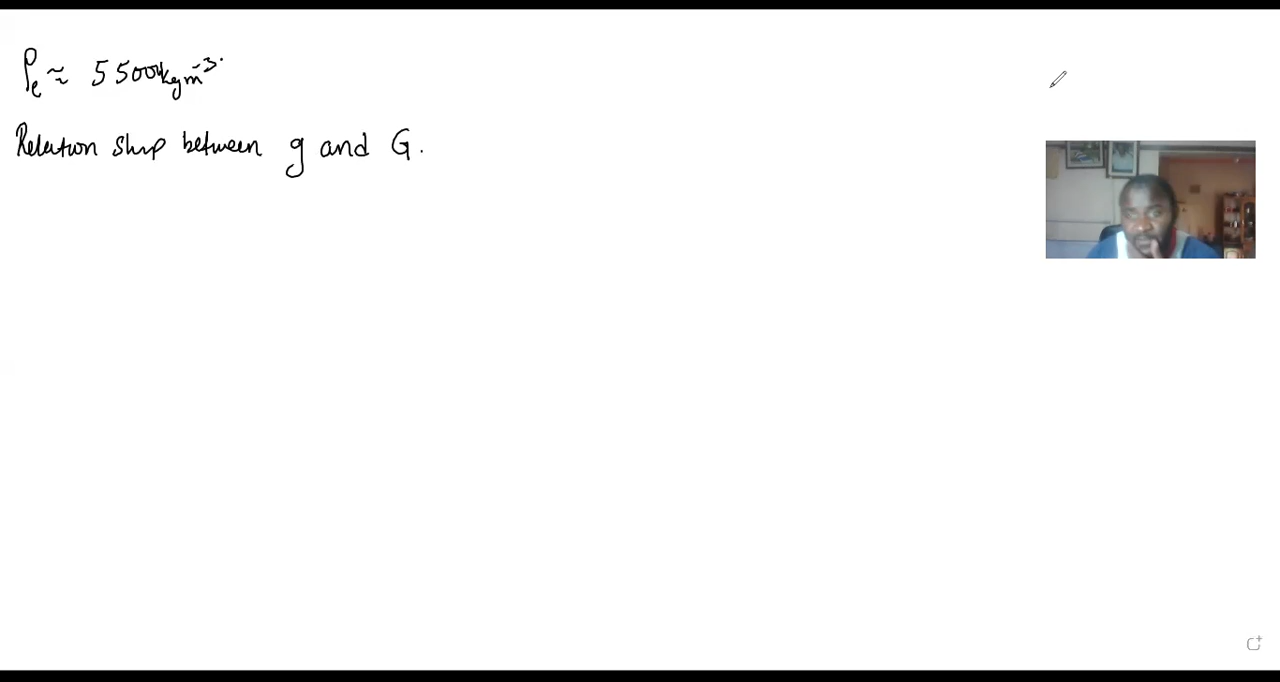 ρe ≈ 5500kgm⁻³.
Relation ship between g and G.